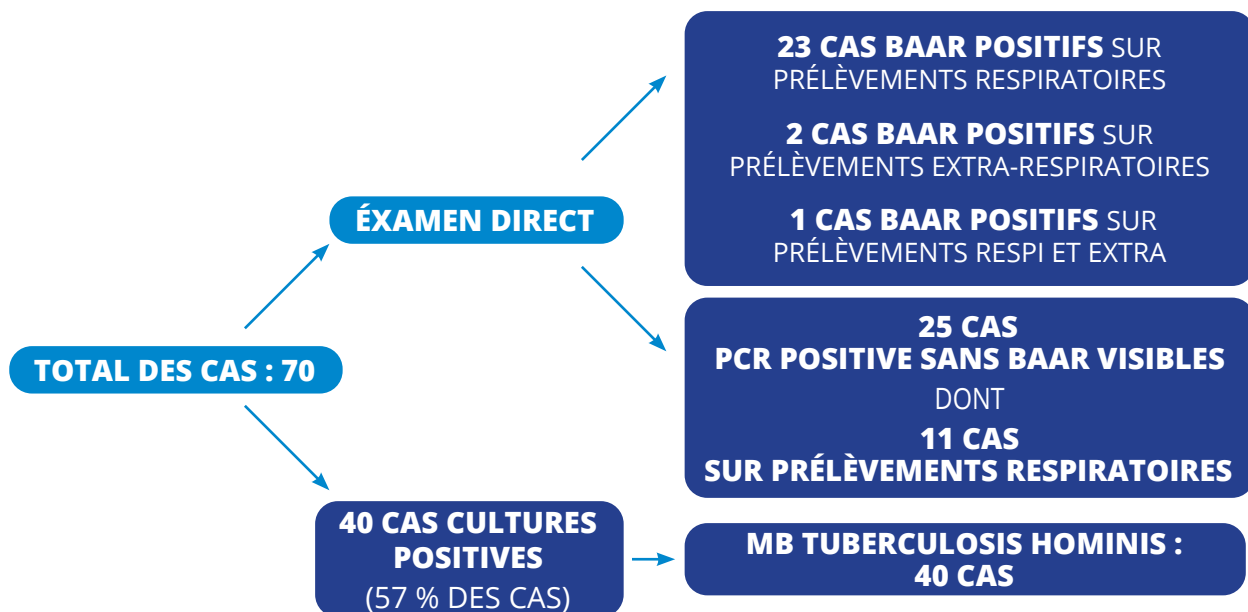 TOTAL DES CAS : 70
ÉXAMEN DIRECT
23 CAS BAAR POSITIFS SUR
PRÉLÈVEMENTS RESPIRATOIRES
2 CAS BAAR POSITIFS SUR
PRÉLÈVEMENTS EXTRA-RESPIRATOIRES
1 CAS BAAR POSITIFS SUR
PRÉLÈVEMENTS RESPI ET EXTRA
25 CAS
PCR POSITIVE SANS BAAR VISIBLES
DONT
11 CAS
SUR PRÉLÈVEMENTS RESPIRATOIRES
40 CAS CULTURES
POSITIVES
(57 % DES CAS)
MB TUBERCULOSIS HOMINIS :
40 CAS